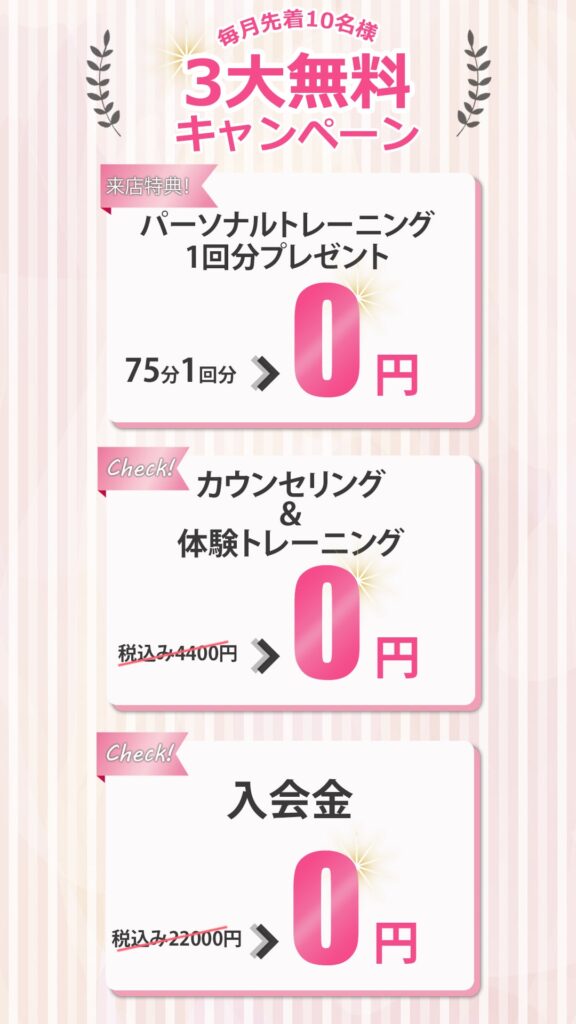 毎月先着10名様
3大無料
キャンペーン
来店特典!
パーソナルトレーニング
1回分プレゼント
75分1回分
0円
Check!
カウンセリング
&
体験トレーニング
税込み4400円
0円
Check!
入会金
税込み22000円
0円